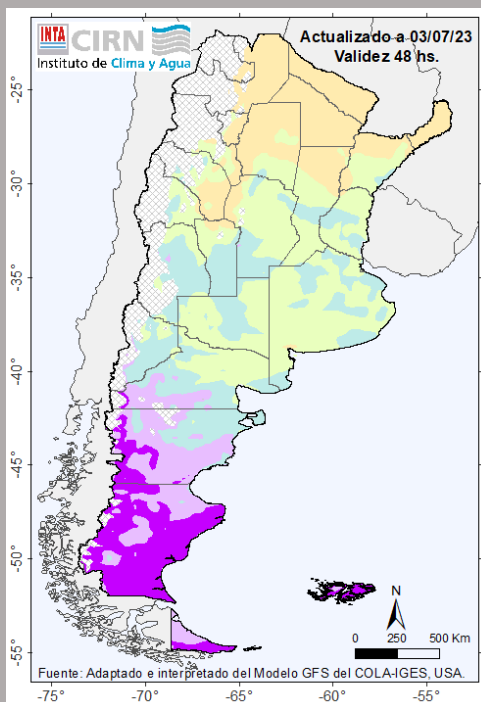 INTA CIRN
Instituto de Clima y Agua
Actualizado a 03/07/23
Validez 48 hs.
-25°
-30°
-35°
-40°
-45°
-50°
-55°
N
0 250 500 Km
Fuente: Adaptado e interpretado del Modelo GFS del COLA-IGES, USA.
-75° -70° -65° -60° -55°